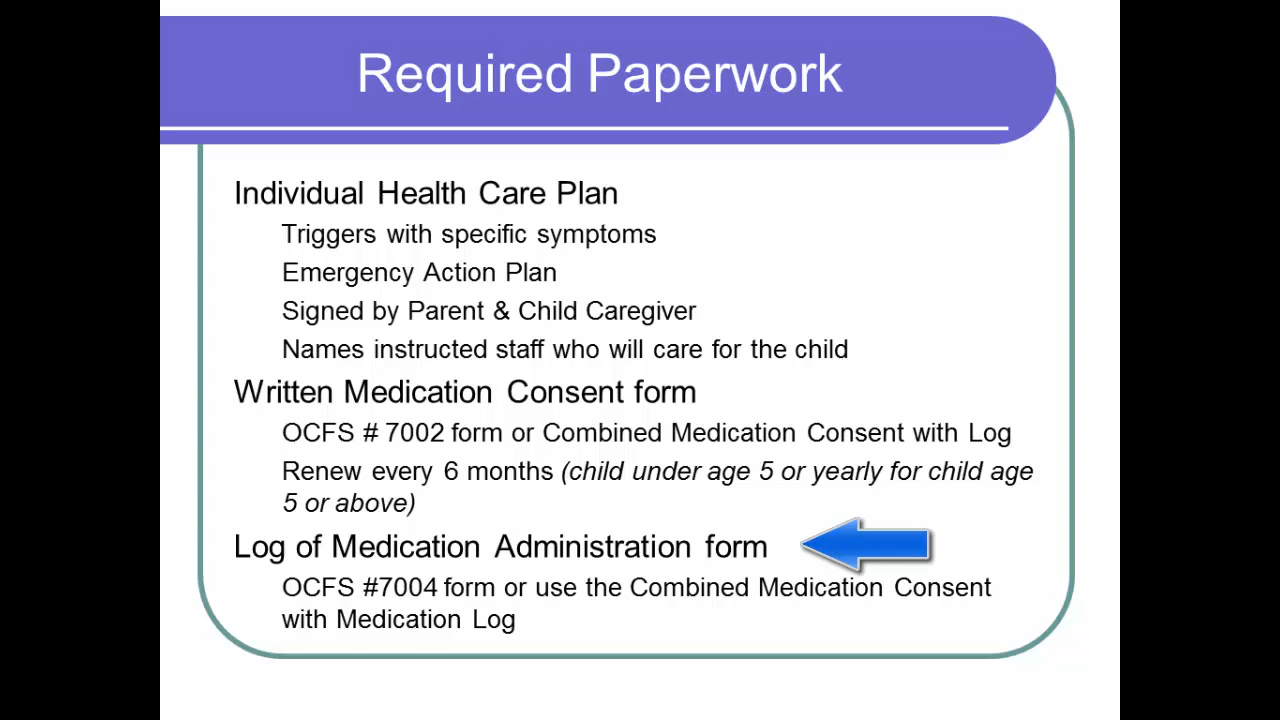 Required Paperwork
Individual Health Care Plan
Triggers with specific symptoms
Emergency Action Plan
Signed by Parent & Child Caregiver
Names instructed staff who will care for the child
Written Medication Consent form
OCFS # 7002 form or Combined Medication Consent with Log
Renew every 6 months (child under age 5 or yearly for child age
5 or above)
Log of Medication Administration form
OCFS #7004 form or use the Combined Medication Consent
with Medication Log